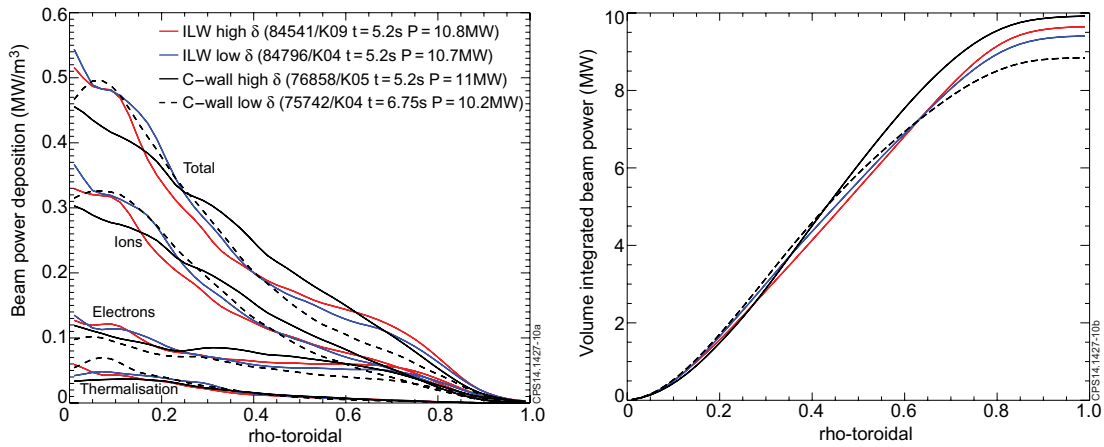 ILW high δ (84541/K09 t = 5.2s P = 10.8MW)
ILW low δ (84796/K04 t = 5.2s P = 10.7MW)
C−wall high δ (76858/K05 t = 5.2s P = 11MW)
C−wall low δ (75742/K04 t = 6.75s P = 10.2MW)
Beam power deposition (MW/m³)
0.6
0.5
0.4
0.3
0.2
0.1
0
Total
Ions
Electrons
Thermalisation
0 0.2 0.4 0.6 0.8 1.0
rho-toroidal
CPS14.1427-10a
Volume integrated beam power (MW)
10
8
6
4
2
0
0 0.2 0.4 0.6 0.8 1.0
rho-toroidal
CPS14.1427-10b